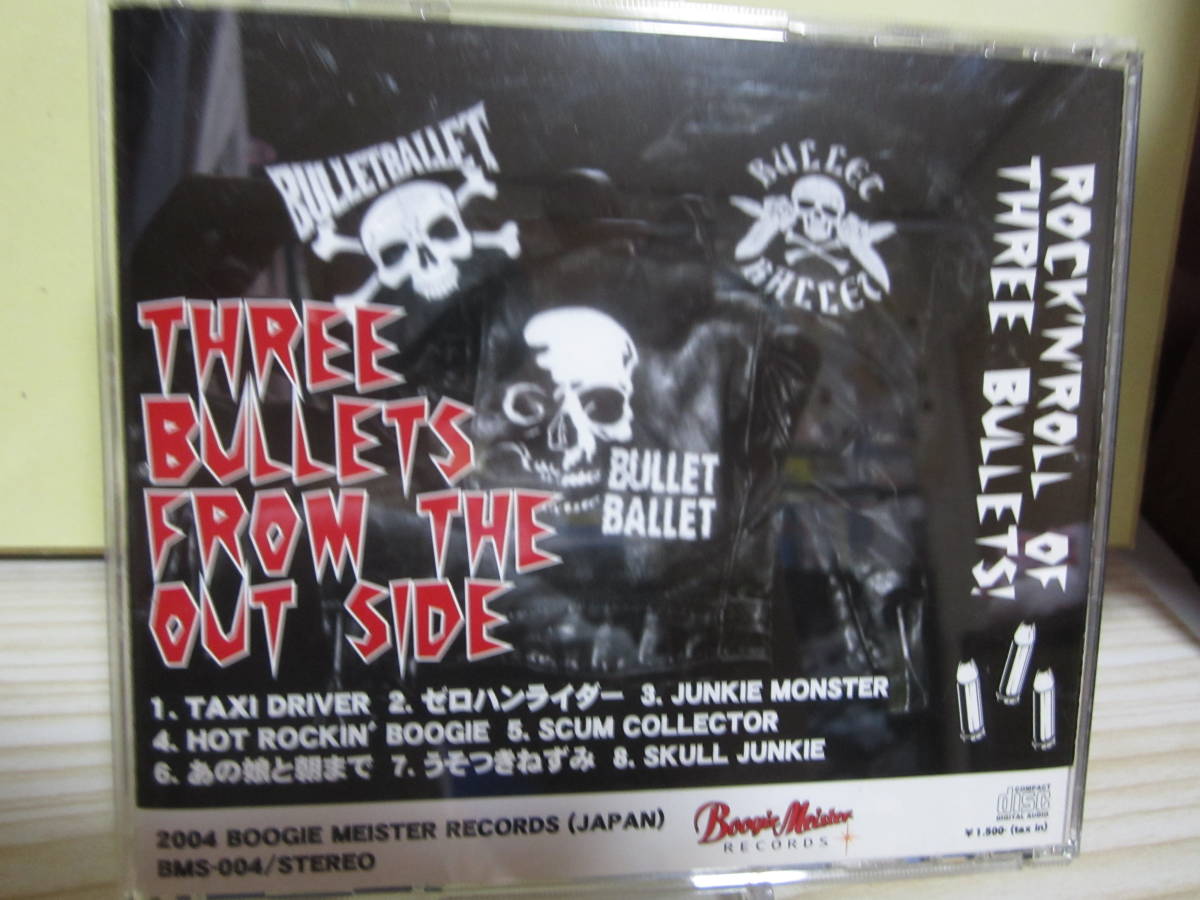 BULLETBALLET
BULLET
BALLET
ROCK'N'ROLL OF
THREE BULLETS!
THREE
BULLETS
FROM THE
OUT SIDE
BULLET
BALLET
1. TAXI DRIVER 2. ゼロハンライダー 3. JUNKIE MONSTER
4. HOT ROCKIN' BOOGIE 5. SCUM COLLECTOR
6. あの娘と朝まで 7. うそつきねずみ 8. SKULL JUNKIE
2004 BOOGIE MEISTER RECORDS (JAPAN)
BMS-004/STEREO
Boogie Meister
RECORDS
COMPACT
disc
DIGITAL AUDIO
¥1,500- (tax in)